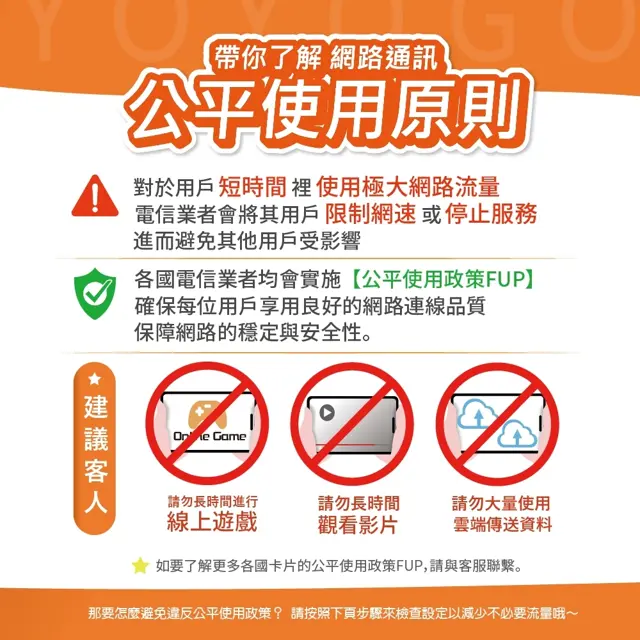 YOYOGO
帶你了解 網路通訊
公平使用原則
對於用戶 短時間 裡 使用極大網路流量
電信業者會將其用戶 限制網速 或 停止服務
進而避免其他用戶受影響
各國電信業者均會實施【公平使用政策FUP】
確保每位用戶享用良好的網路連線品質
保障網路的穩定與安全性。
建議客人
Online Game
請勿長時間進行
線上遊戲
請勿長時間
觀看影片
請勿大量使用
雲端傳送資料
如要了解更多各國卡片的公平使用政策FUP,請與客服聯繫。
那要怎麼避免違反公平使用政策? 請按照下頁步驟來檢查設定以減少不必要流量哦～